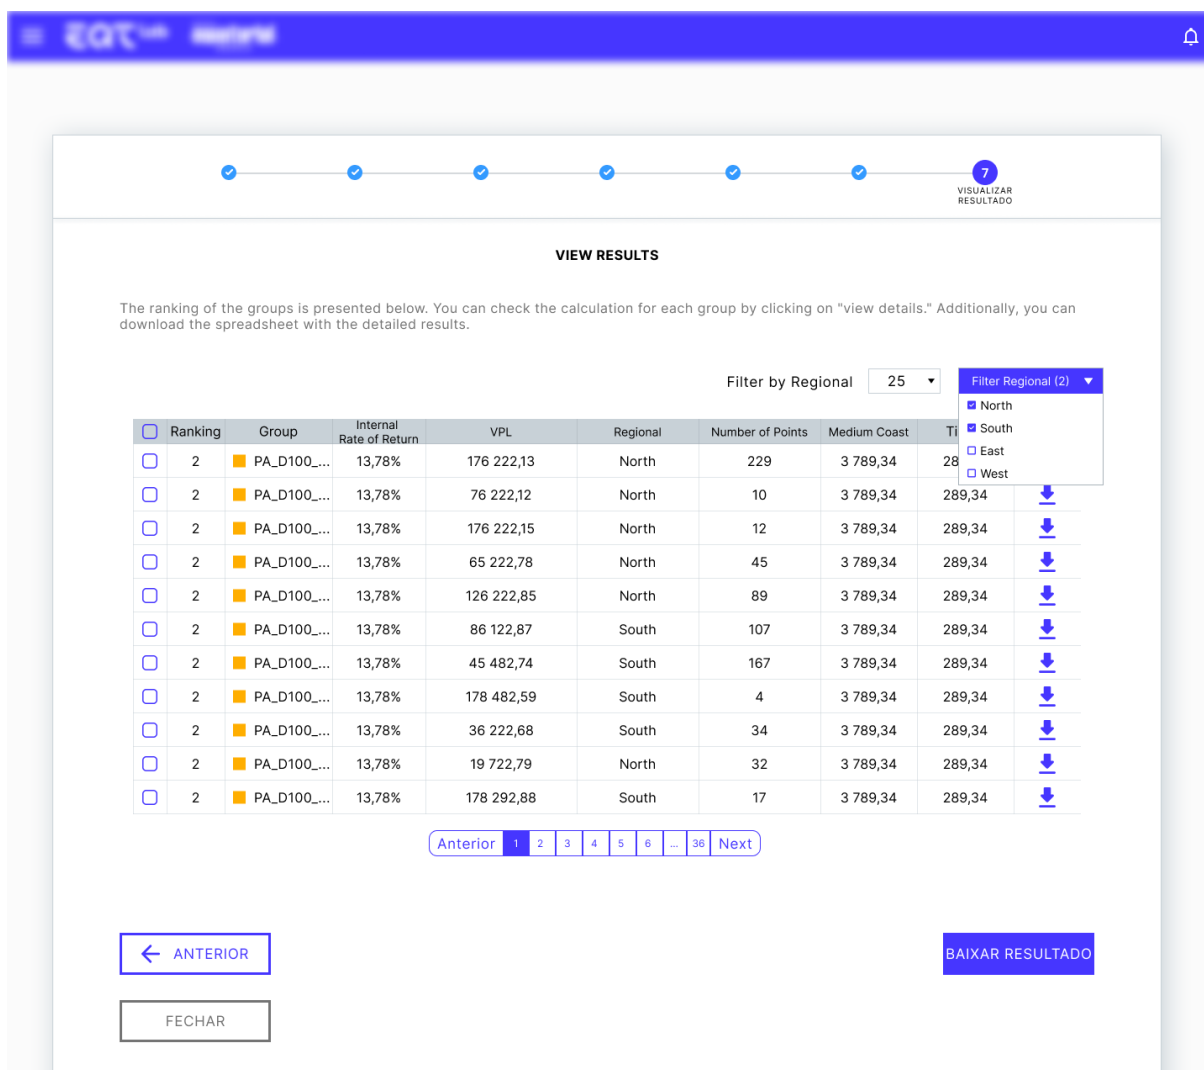 7
VISUALIZAR
RESULTADO
VIEW RESULTS
The ranking of the groups is presented below. You can check the calculation for each group by clicking on "view details." Additionally, you can
download the spreadsheet with the detailed results.
Filter by Regional 25 Filter Regional (2)
North
South
East
West
Ranking Group Internal Rate of Return VPL Regional Number of Points Medium Coast Ti
2 PA_D100_... 13,78% 176 222,13 North 229 3 789,34 28
2 PA_D100_... 13,78% 76 222,12 North 10 3 789,34 289,34
2 PA_D100_... 13,78% 176 222,15 North 12 3 789,34 289,34
2 PA_D100_... 13,78% 65 222,78 North 45 3 789,34 289,34
2 PA_D100_... 13,78% 126 222,85 North 89 3 789,34 289,34
2 PA_D100_... 13,78% 86 122,87 South 107 3 789,34 289,34
2 PA_D100_... 13,78% 45 482,74 South 167 3 789,34 289,34
2 PA_D100_... 13,78% 178 482,59 South 4 3 789,34 289,34
2 PA_D100_... 13,78% 36 222,68 South 34 3 789,34 289,34
2 PA_D100_... 13,78% 19 722,79 North 32 3 789,34 289,34
2 PA_D100_... 13,78% 178 292,88 South 17 3 789,34 289,34
Anterior 1 2 3 4 5 6 ... 36 Next
ANTERIOR BAIXAR RESULTADO
FECHAR